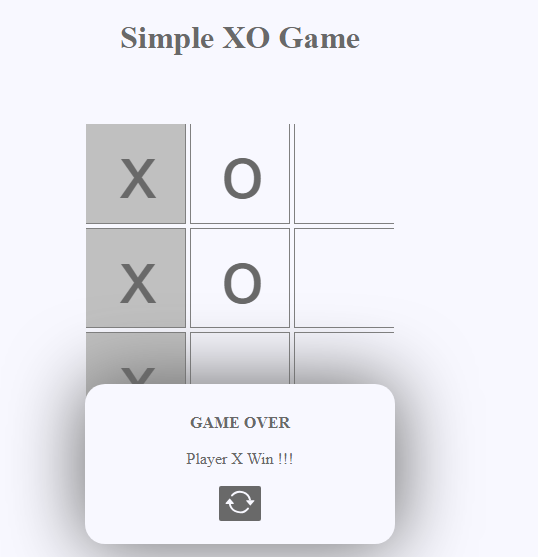 Simple XO Game
x o
x o
x
GAME OVER
Player X Win !!!